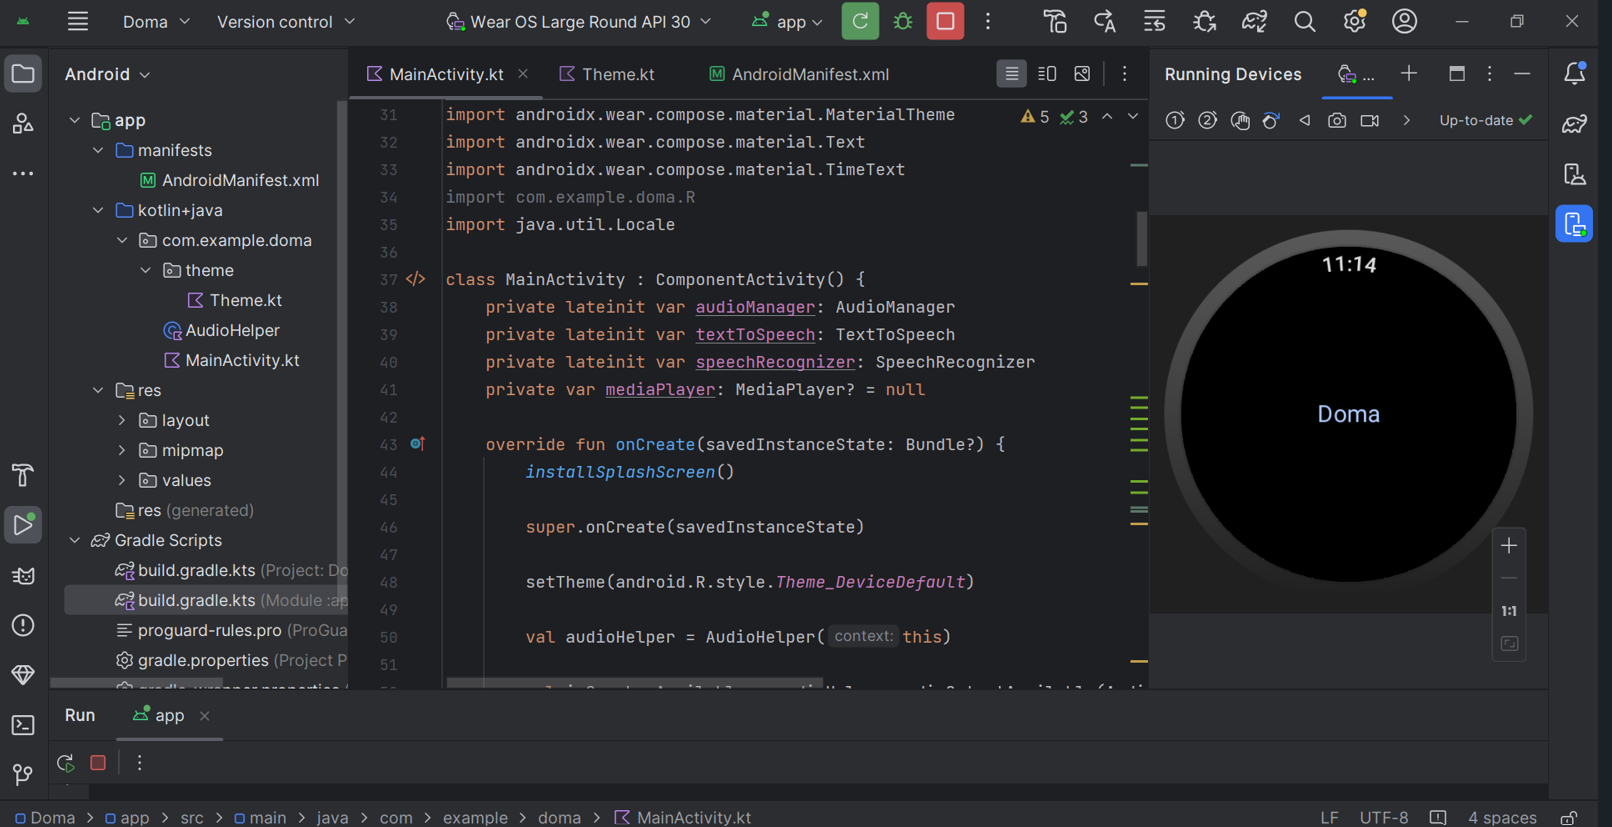 Doma
Version control
Wear OS Large Round API 30
app
Android
MainActivity.kt
Theme.kt
AndroidManifest.xml
Running Devices
...
Up-to-date
app
manifests
AndroidManifest.xml
kotlin+java
com.example.doma
theme
Theme.kt
AudioHelper
MainActivity.kt
res
layout
mipmap
values
res (generated)
Gradle Scripts
build.gradle.kts (Project: Do
build.gradle.kts (Module :ap
proguard-rules.pro (ProGua
gradle.properties (Project P
5 3
31 import androidx.wear.compose.material.MaterialTheme
32 import androidx.wear.compose.material.Text
33 import androidx.wear.compose.material.TimeText
34 import com.example.doma.R
35 import java.util.Locale
36
37 class MainActivity : ComponentActivity() {
38 private lateinit var audioManager: AudioManager
39 private lateinit var textToSpeech: TextToSpeech
40 private lateinit var speechRecognizer: SpeechRecognizer
41 private var mediaPlayer: MediaPlayer? = null
42
43 override fun onCreate(savedInstanceState: Bundle?) {
44 installSplashScreen()
45
46 super.onCreate(savedInstanceState)
47
48 setTheme(android.R.style.Theme_DeviceDefault)
49
50 val audioHelper = AudioHelper( context: this)
51
11:14
Doma
1:1
Run
app
Doma > app > src > main > java > com > example > doma > MainActivity.kt
LF UTF-8 4 spaces